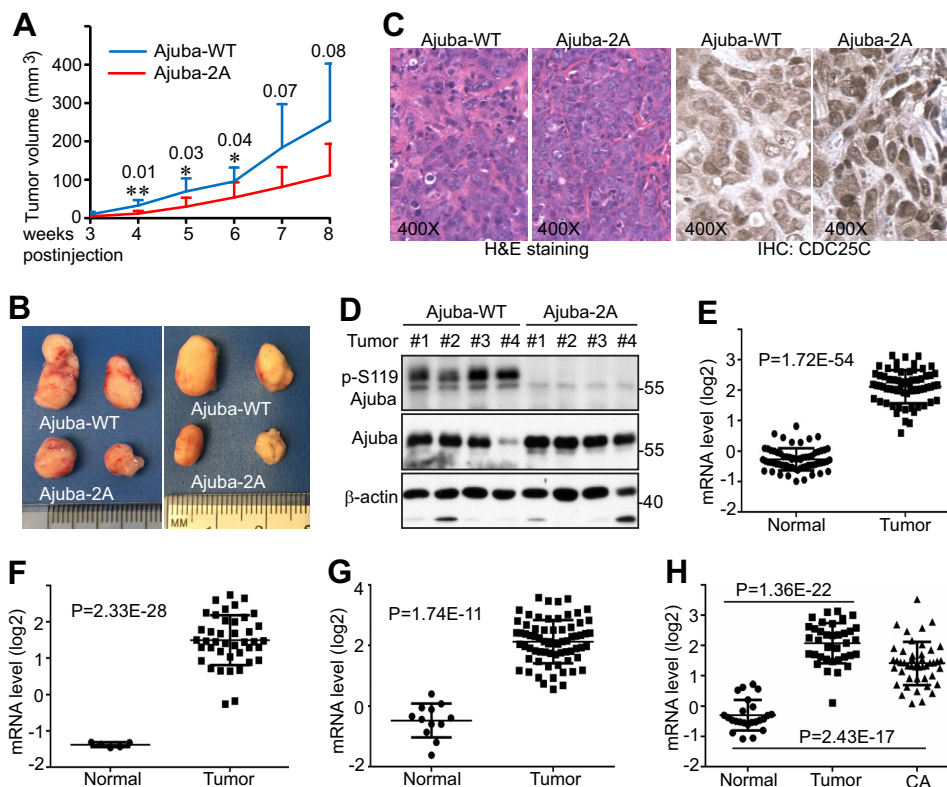 A
Ajuba-WT
Ajuba-2A
Tumor volume (mm 3)
400
300
200
100
0
0.01
**
0.03
*
0.04
*
0.07
0.08
weeks 3 4 5 6 7 8
postinjection
B
Ajuba-WT
Ajuba-2A
Ajuba-WT
Ajuba-2A
MM 1
C
Ajuba-WT Ajuba-2A Ajuba-WT Ajuba-2A
400X 400X 400X 400X
H&E staining IHC: CDC25C
D
Ajuba-WT Ajuba-2A
Tumor #1 #2 #3 #4 #1 #2 #3 #4
p-S119
Ajuba
-55
Ajuba
-55
β-actin
-40
E
mRNA level (log2)
4
3
2
1
0
-1
-2
P=1.72E-54
Normal Tumor
F
mRNA level (log2)
3
2
1
0
-1
-2
P=2.33E-28
Normal Tumor
G
mRNA level (log2)
4
2
0
-2
P=1.74E-11
Normal Tumor
H
mRNA level (log2)
4
3
2
1
0
-1
-2
P=1.36E-22
P=2.43E-17
Normal Tumor CA